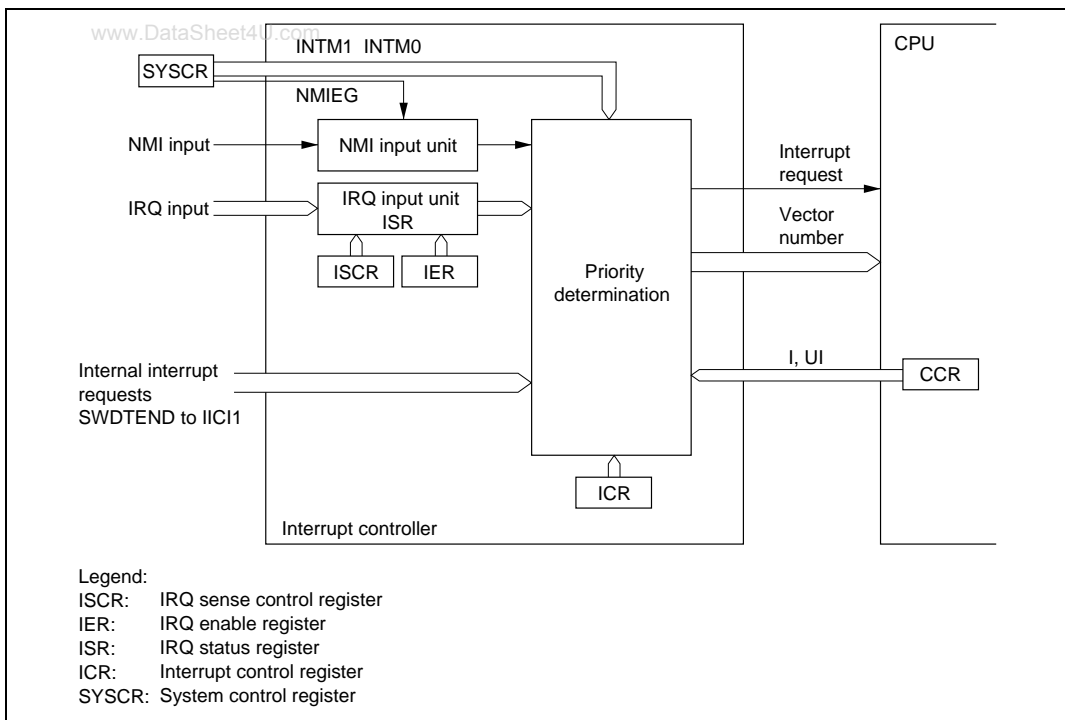 www.DataSheet4U.com
INTM1 INTM0
CPU
SYSCR
NMIEG
NMI input
NMI input unit
Interrupt
request
IRQ input
IRQ input unit
ISR
Vector
number
ISCR
IER
Priority
determination
Internal interrupt
requests
SWDTEND to IICI1
I, UI
CCR
ICR
Interrupt controller
Legend:
ISCR: IRQ sense control register
IER: IRQ enable register
ISR: IRQ status register
ICR: Interrupt control register
SYSCR: System control register